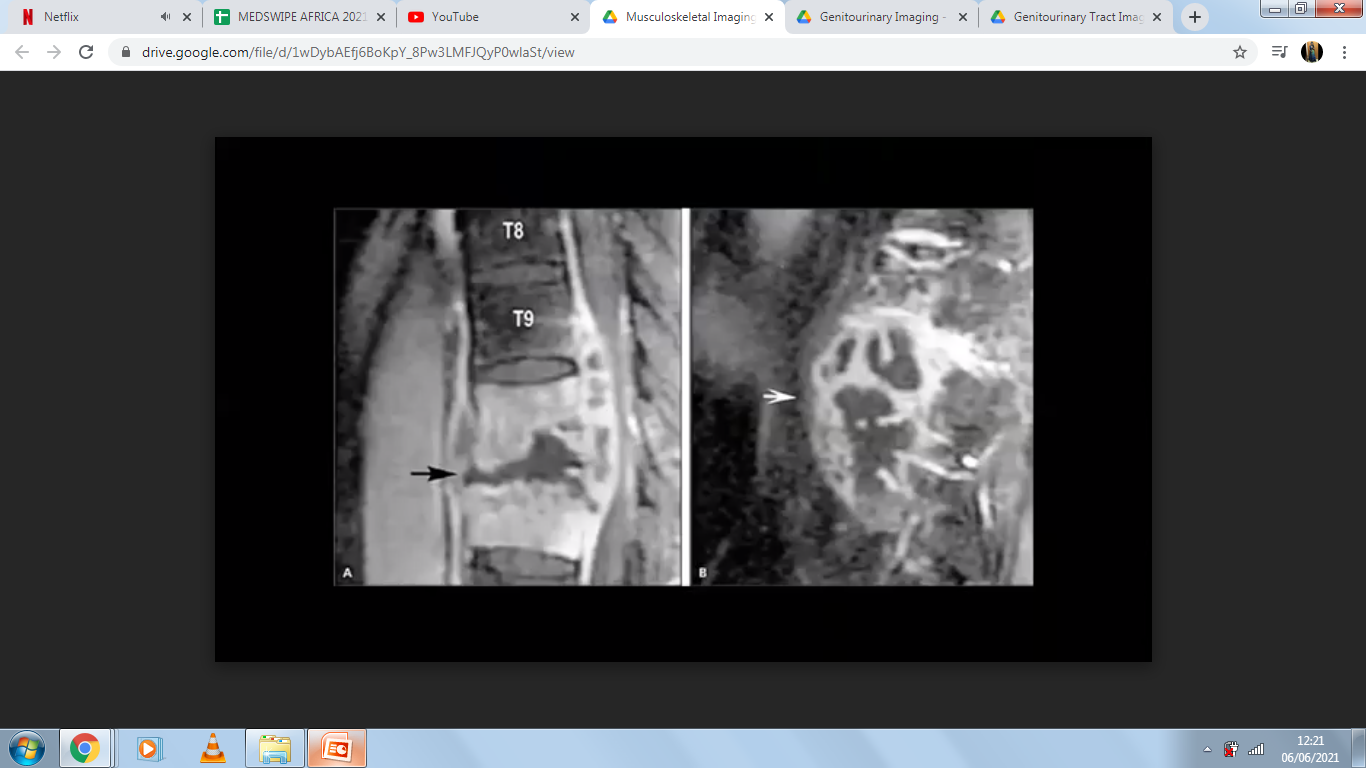 Netflix
MEDSWIPE AFRICA 2021
YouTube
Musculoskeletal Imaging
Genitourinary Imaging -
Genitourinary Tract Imag
drive.google.com/file/d/1wDybAEfj6BoKpY_8Pw3LMFJQyP0wlaSt/view
T8
T9
A
B
12:21
06/06/2021